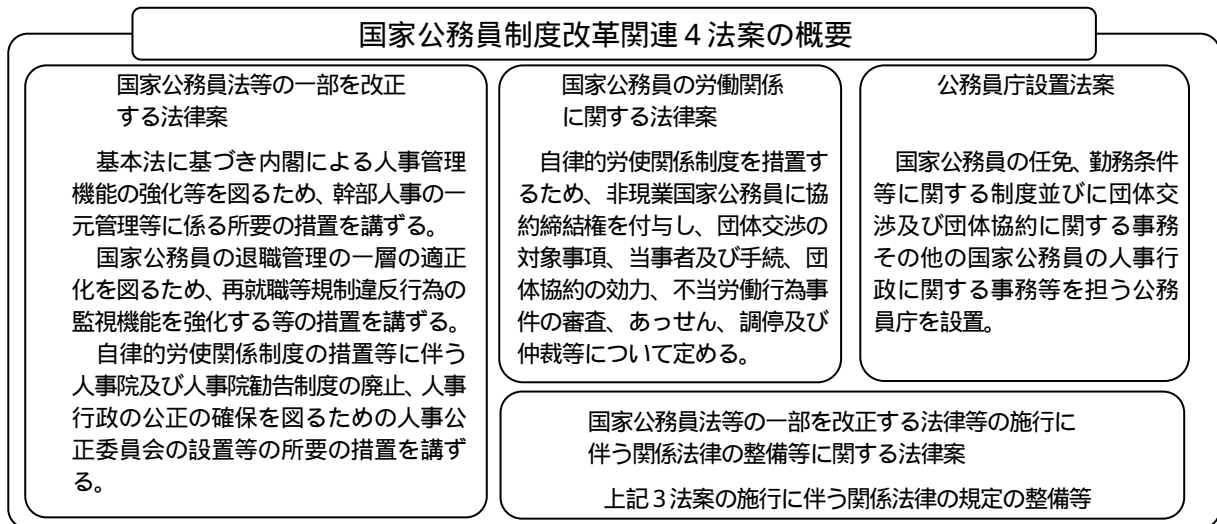 国家公務員制度改革関連４法案の概要
国家公務員法等の一部を改正
する法律案
基本法に基づき内閣による人事管理
機能の強化等を図るため、幹部人事の一
元管理等に係る所要の措置を講ずる。
国家公務員の退職管理の一層の適正
化を図るため、再就職等規制違反行為の
監視機能を強化する等の措置を講ずる。
自律的労使関係制度の措置等に伴う
人事院及び人事院勧告制度の廃止、人事
行政の公正の確保を図るための人事公
正委員会の設置等の所要の措置を講ず
る。
国家公務員の労働関係
に関する法律案
自律的労使関係制度を措置す
るため、非現業国家公務員に協
約締結権を付与し、団体交渉の
対象事項、当事者及び手続、団
体協約の効力、不当労働行為事
件の審査、あっせん、調停及び
仲裁等について定める。
公務員庁設置法案
国家公務員の任免、勤務条件
等に関する制度並びに団体交
渉及び団体協約に関する事務
その他の国家公務員の人事行
政に関する事務等を担う公務
員庁を設置。
国家公務員法等の一部を改正する法律等の施行に
伴う関係法律の整備等に関する法律案
上記３法案の施行に伴う関係法律の規定の整備等